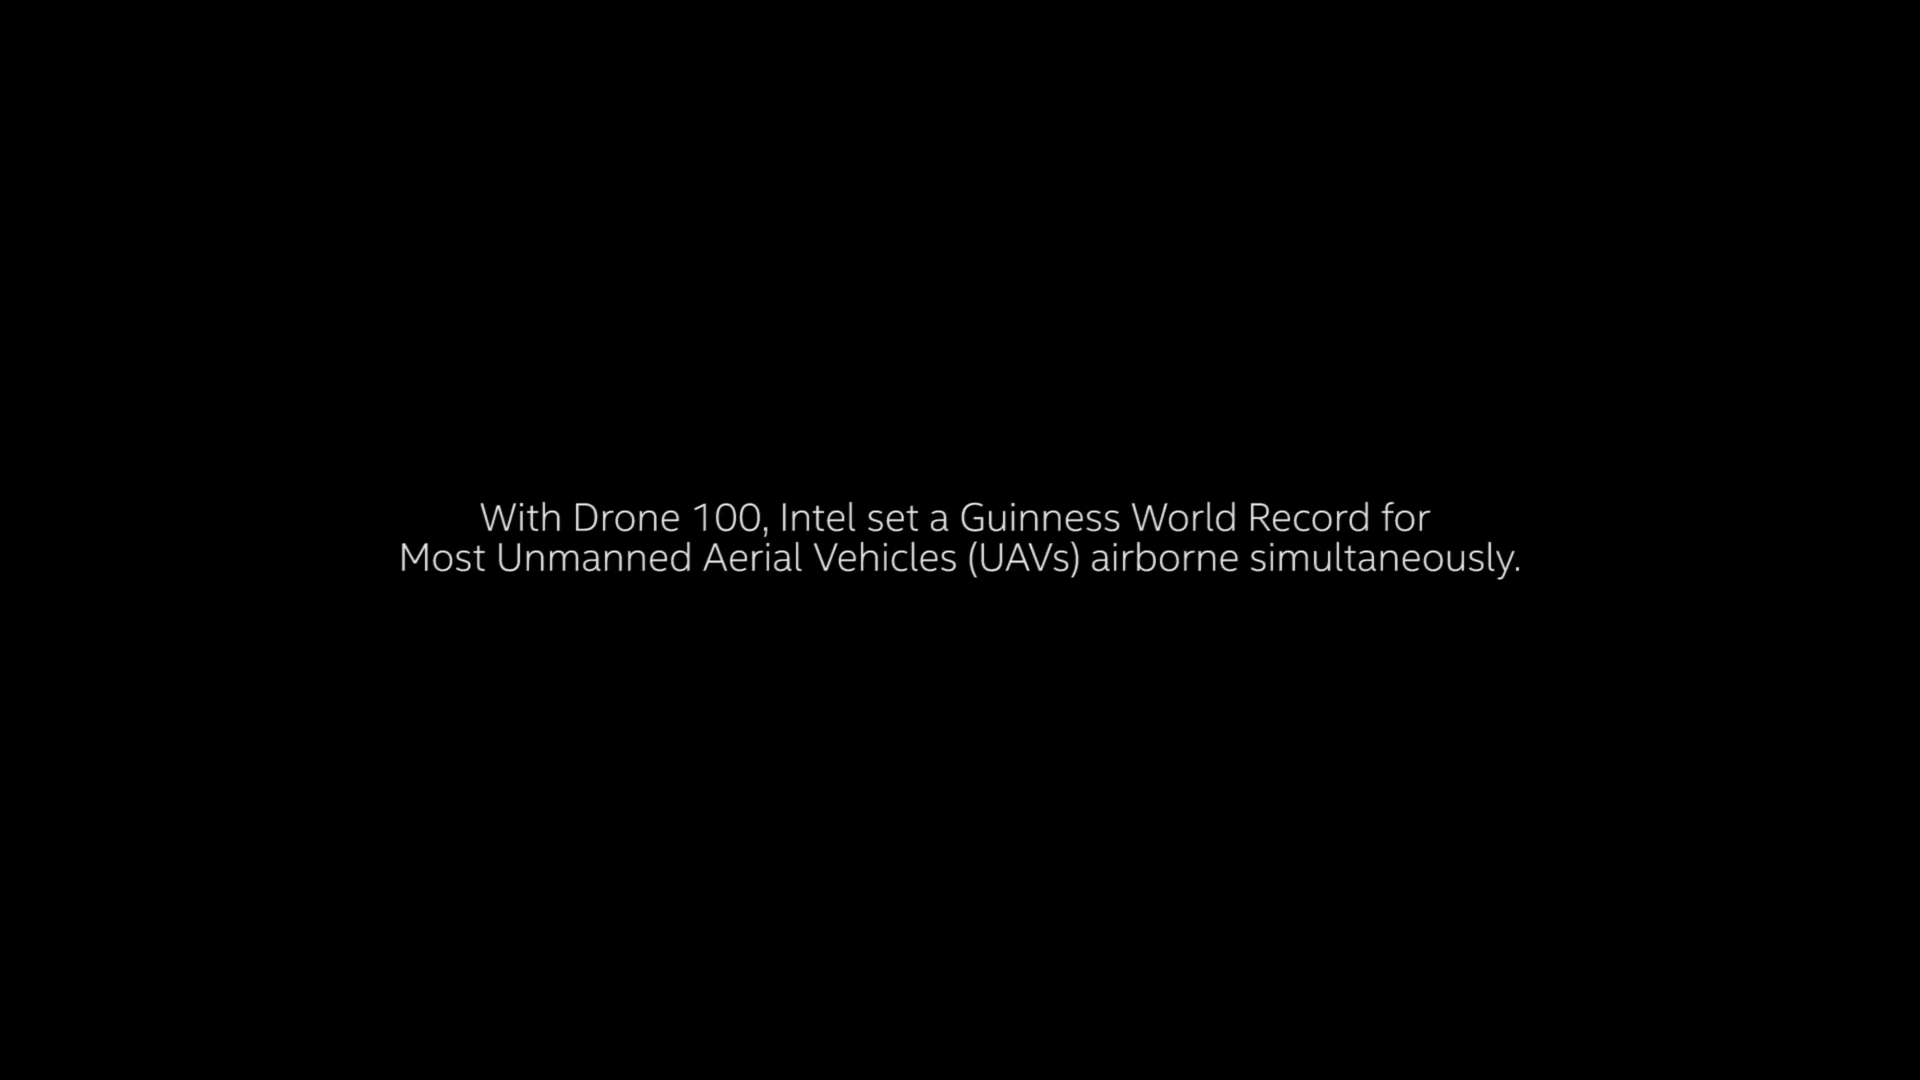 With Drone 100, Intel set a Guinness World Record for
Most Unmanned Aerial Vehicles (UAVs) airborne simultaneously.